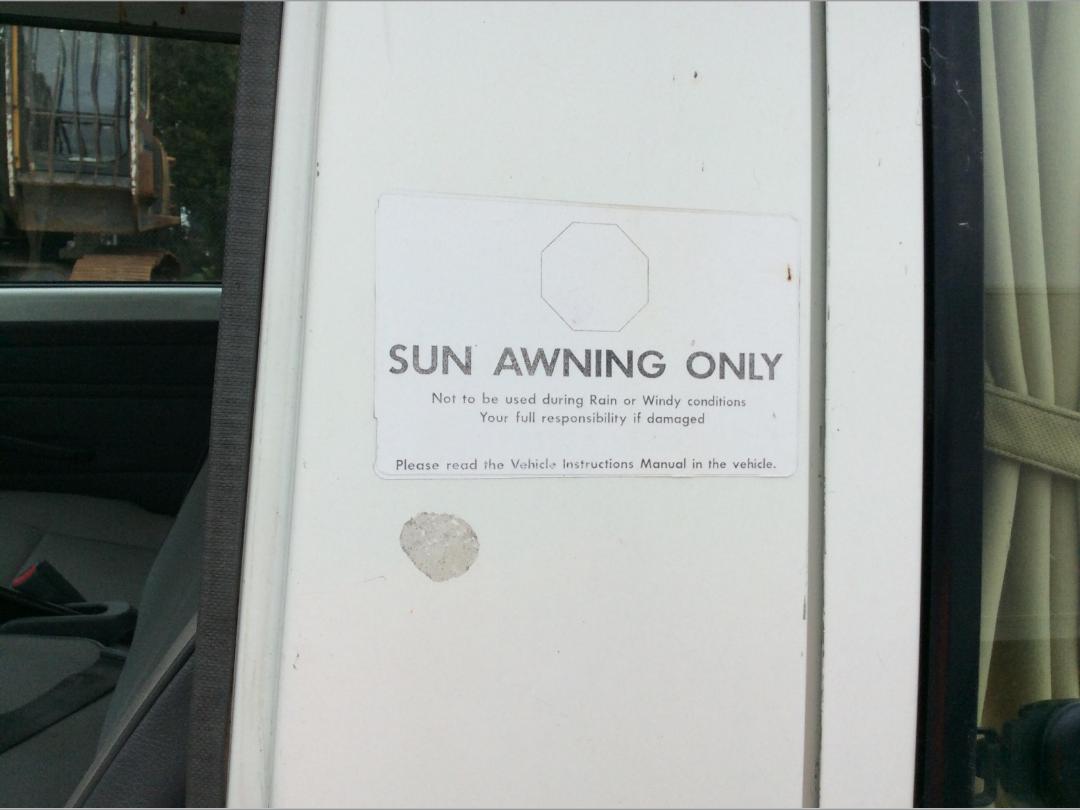 SUN AWNING ONLY
Not to be used during Rain or Windy conditions
Your full responsibility if damaged
Please read the Vehicle Instructions Manual in the vehicle.